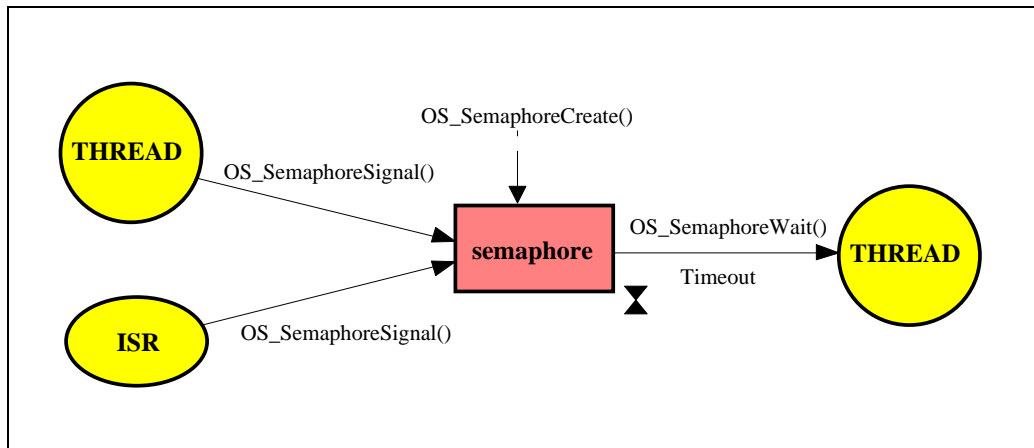 OS_SemaphoreCreate()
THREAD
OS_SemaphoreSignal()
OS_SemaphoreWait()
semaphore
THREAD
Timeout
OS_SemaphoreSignal()
ISR